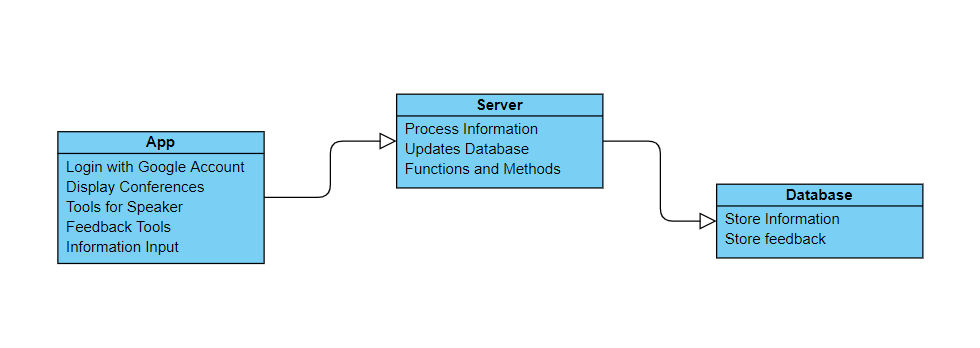 App
Login with Google Account
Display Conferences
Tools for Speaker
Feedback Tools
Information Input
Server
Process Information
Updates Database
Functions and Methods
Database
Store Information
Store feedback